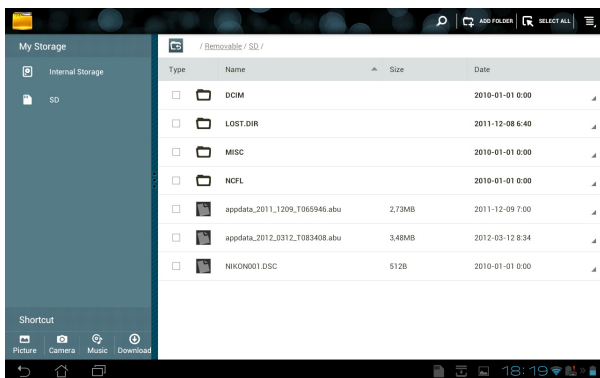 ADD FOLDER SELECT ALL
My Storage
/ Removable / SD /
Internal Storage
SD
Type Name Size Date
DCIM 2010-01-01 0:00
LOST.DIR 2011-12-08 6:40
MISC 2010-01-01 0:00
NCFL 2010-01-01 0:00
appdata_2011_1209_T065946.abu 2,73MB 2011-12-09 7:00
appdata_2012_0312_T083408.abu 3,48MB 2012-03-12 8:34
NIKON001.DSC 512B 2010-01-01 0:00
Shortcut
Picture Camera Music Download
18:19